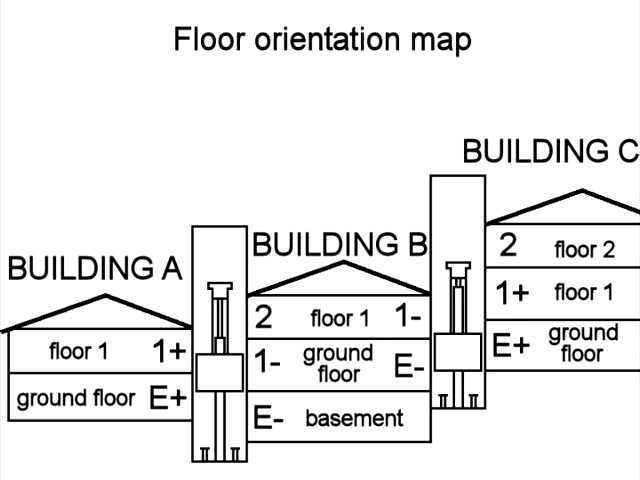 Floor orientation map
BUILDING C
2 floor 2
1+ floor 1
E+ ground
floor
BUILDING B
2 floor 1 1-
1- ground
floor E-
E- basement
BUILDING A
floor 1 1+
ground floor E+